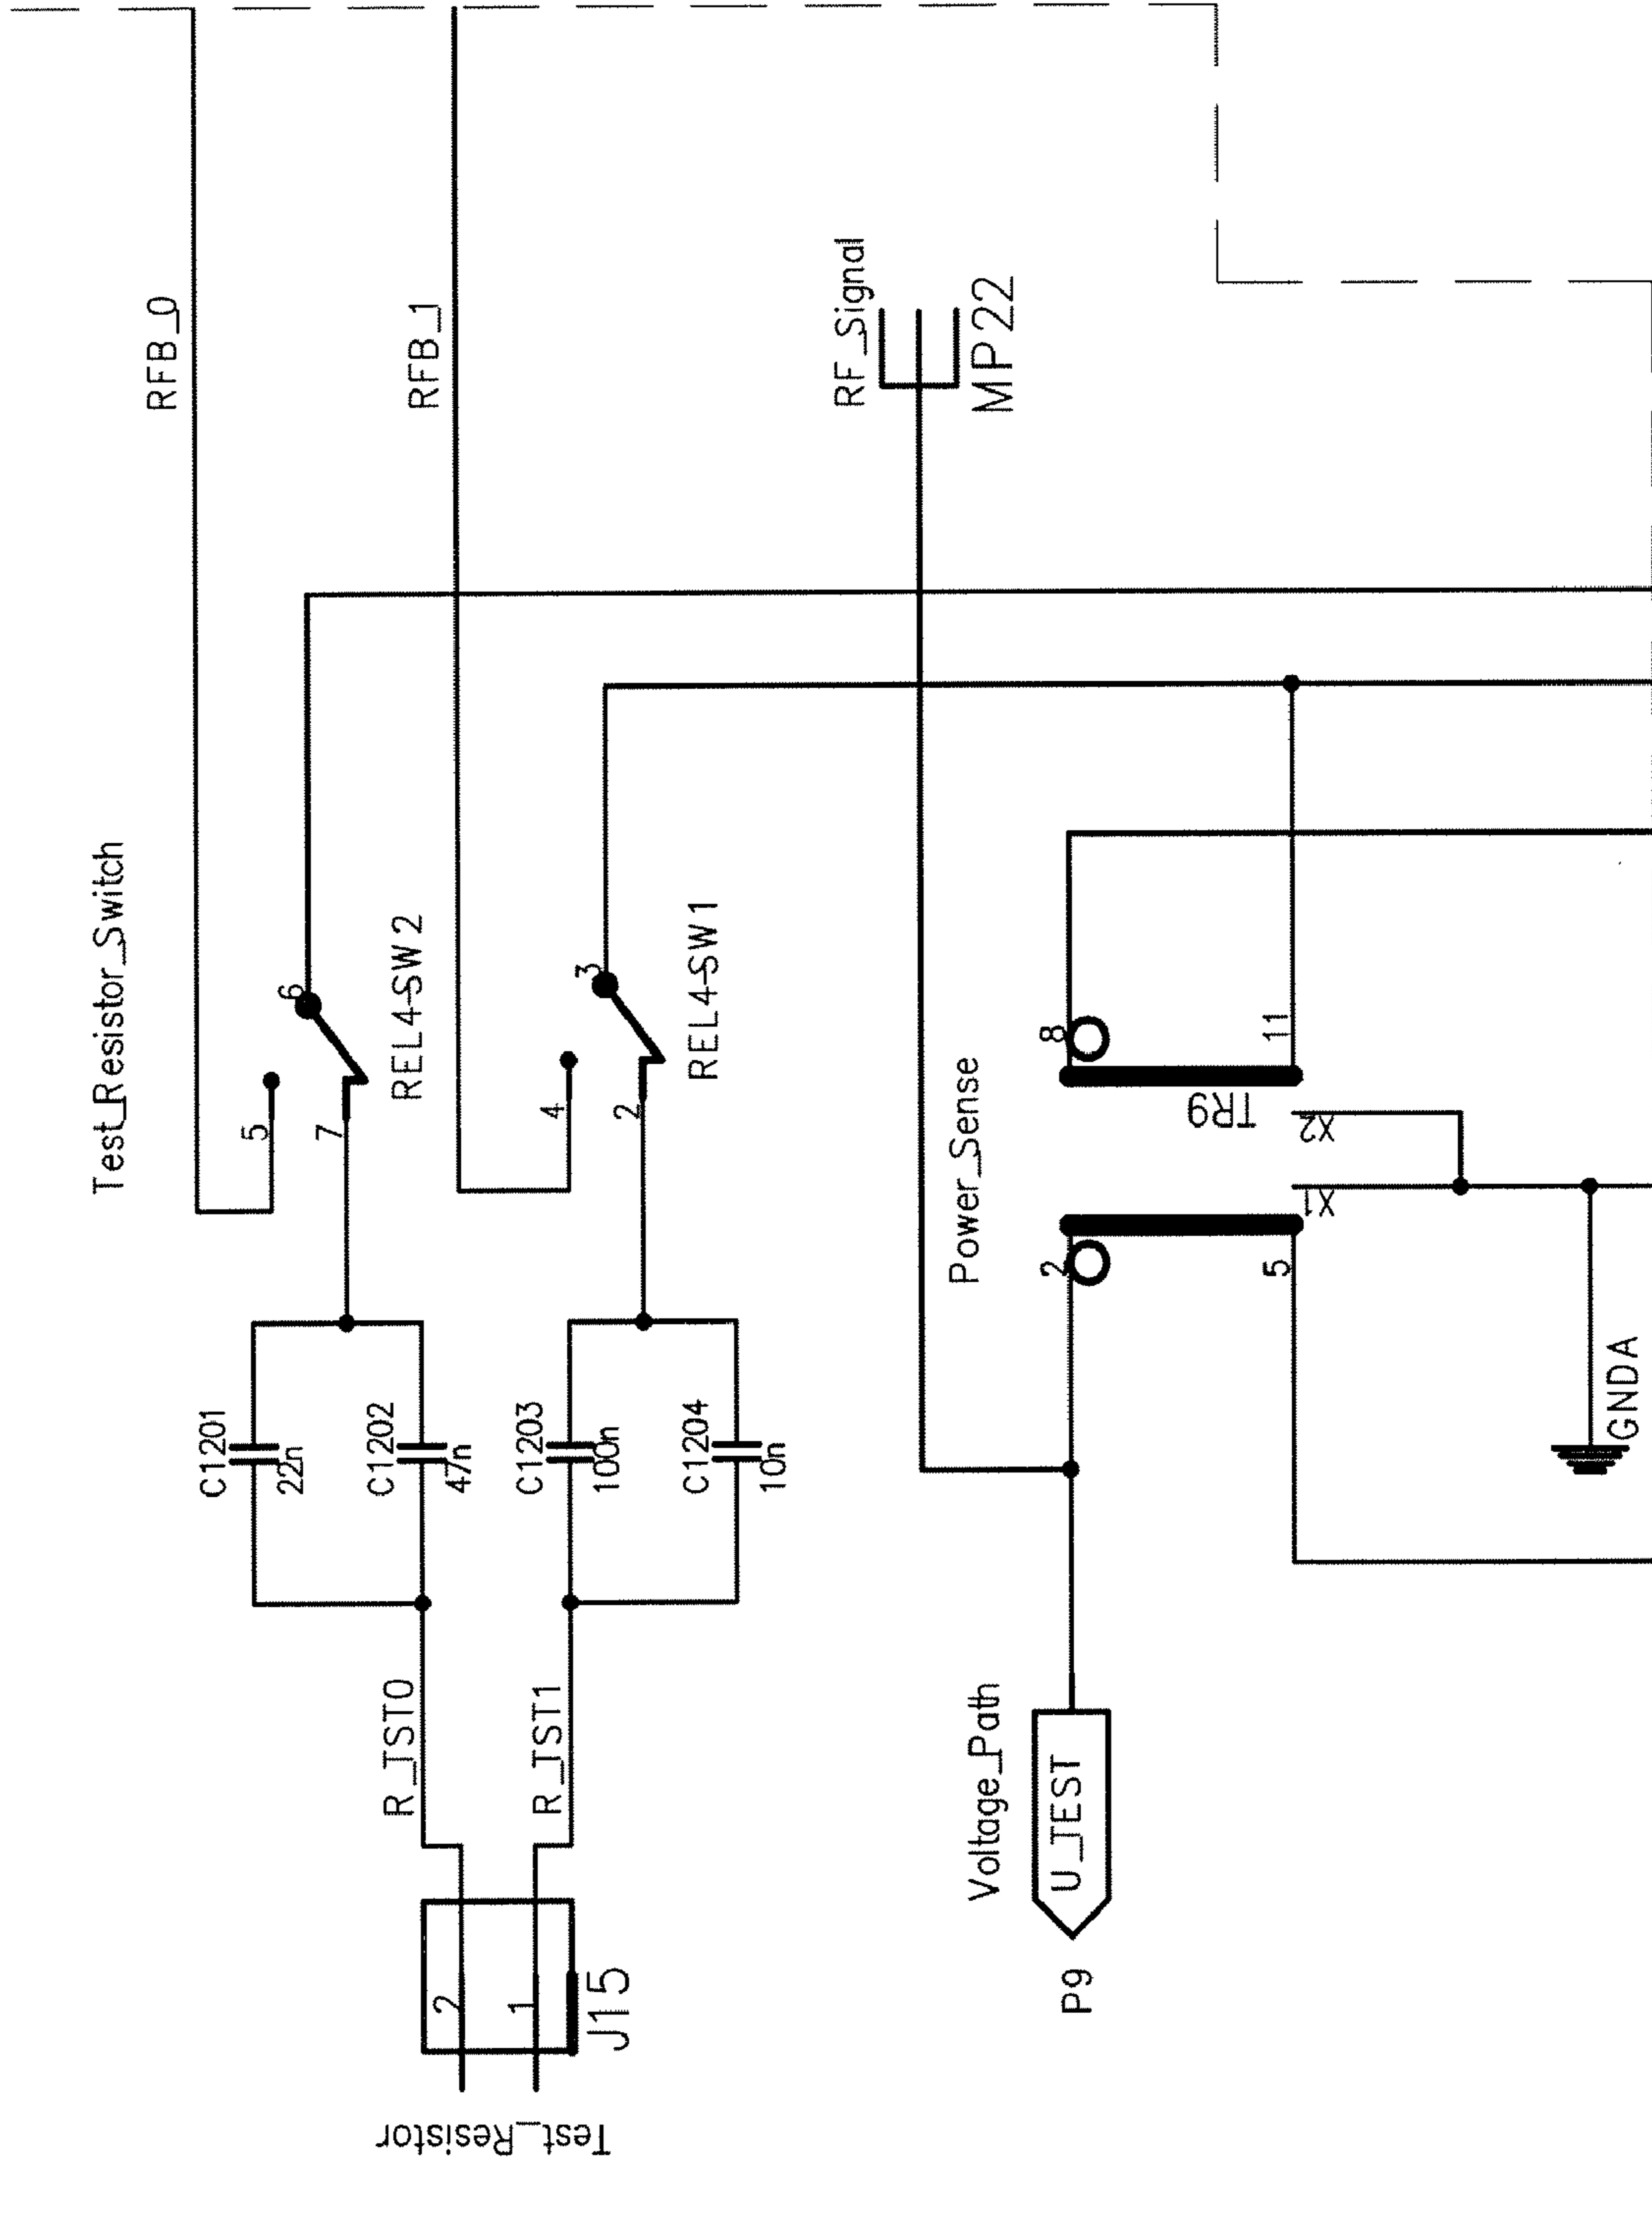 Test_Resistor_Switch
RFB_0
RFB_1
5
6
7
REL4-SW2
4
3
2
REL4-SW1
C1201
22n
C1202
47n
C1203
100n
C1204
10n
R_TST0
R_TST1
2
1
J15
Test_Resistor
RF_Signal
MP22
Power_Sense
2
8
TR9
5
11
X1
X2
GNDA
Voltage_Path
U_TEST
P9